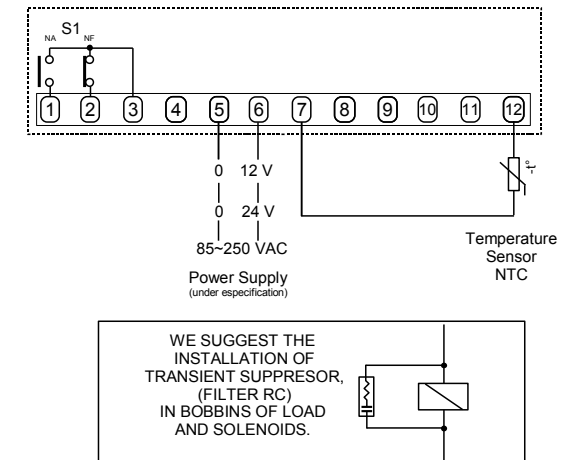 S1
NA NF
1 2 3 4 5 6 7 8 9 10 11 12
0 12 V
0 24 V
85~250 VAC
Power Supply
(under especification)
-t°
Temperature
Sensor
NTC
WE SUGGEST THE
INSTALLATION OF
TRANSIENT SUPPRESOR,
(FILTER RC)
IN BOBBINS OF LOAD
AND SOLENOIDS.